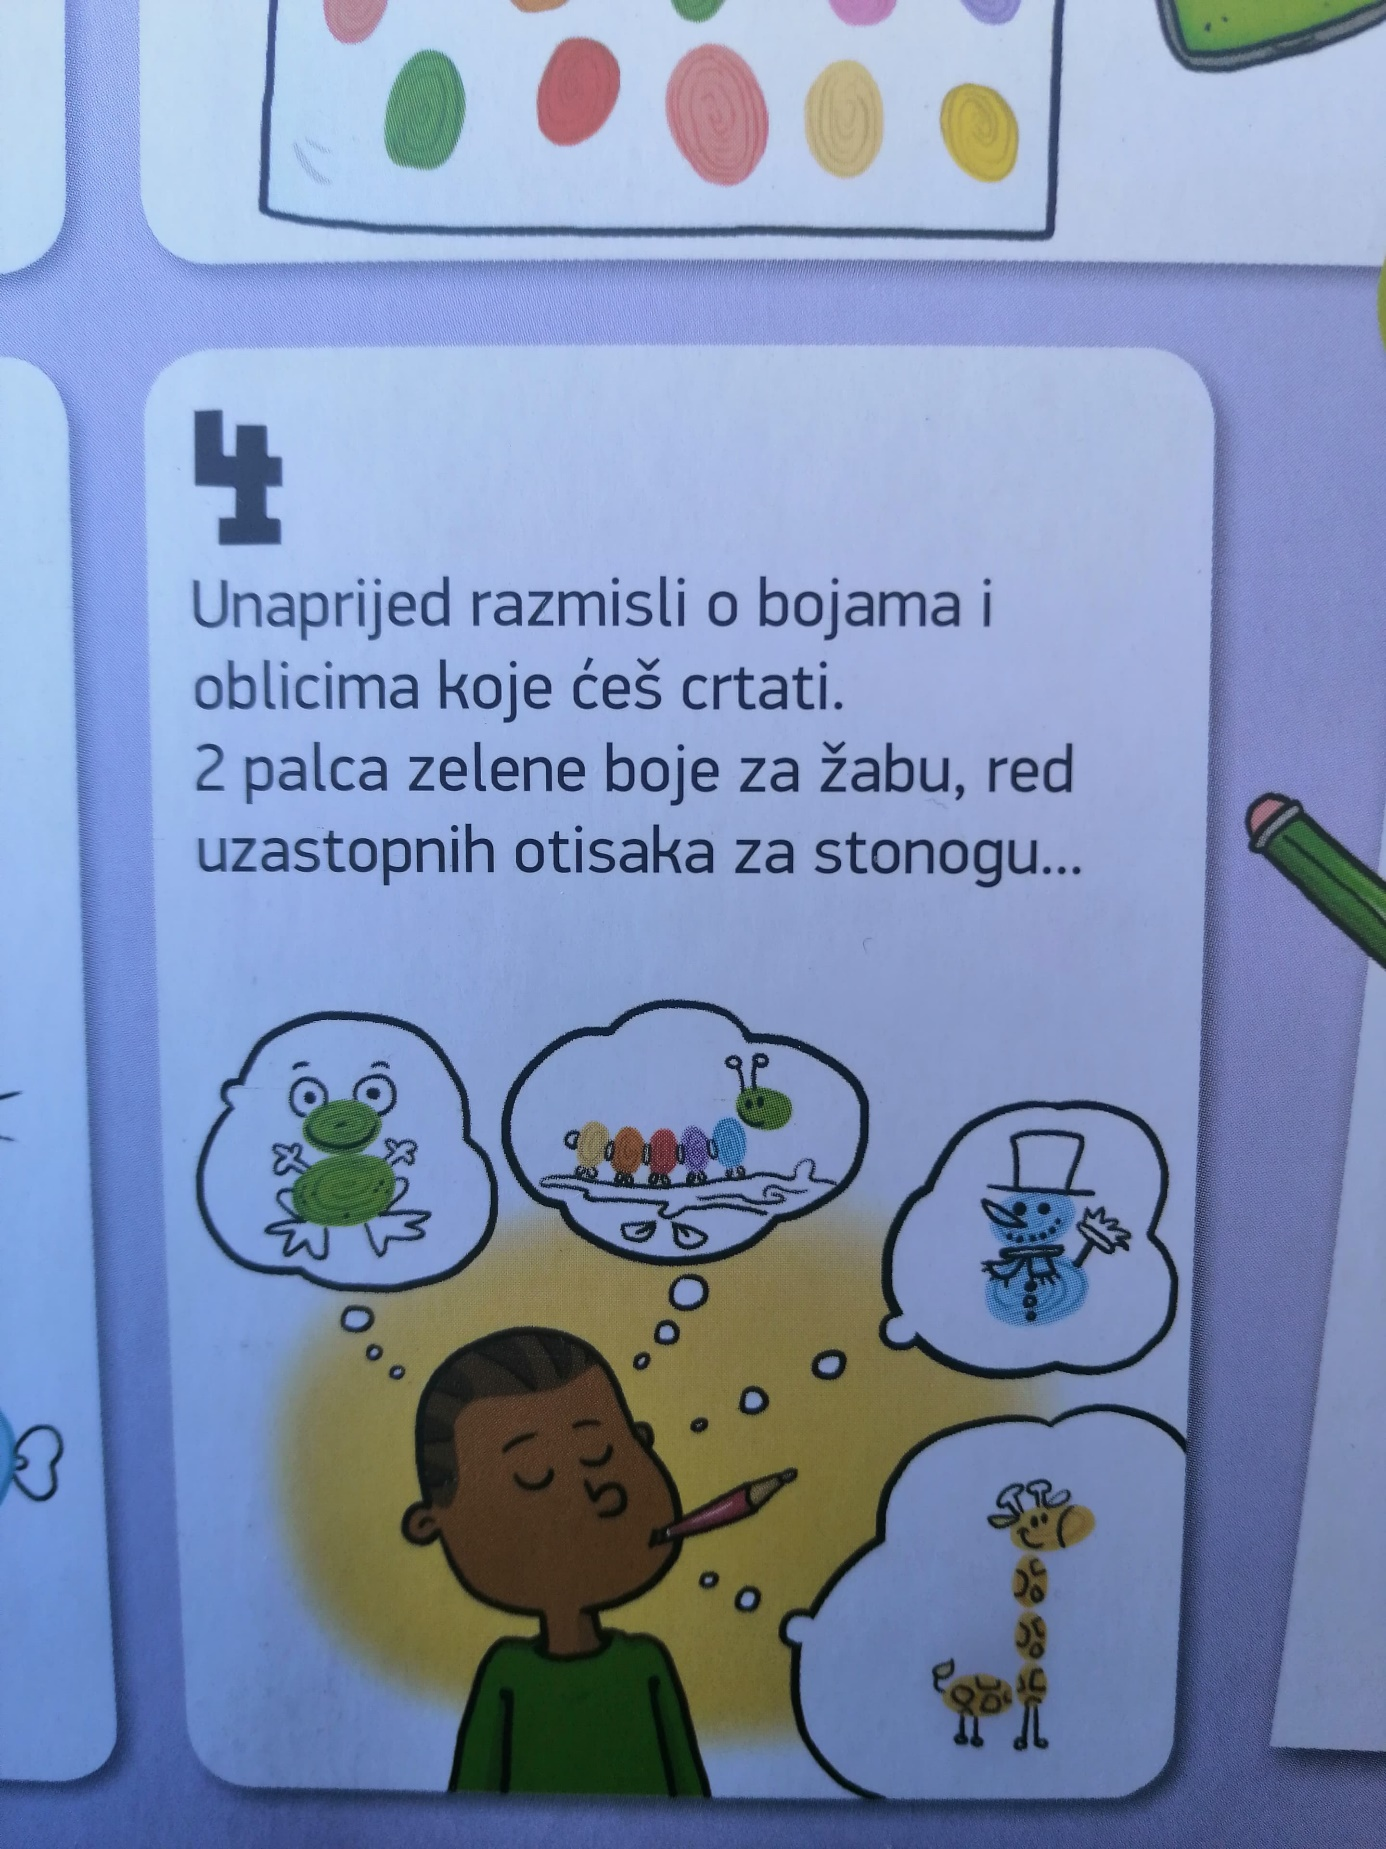 4
Unaprijed razmisli o bojama i
oblicima koje ćeš crtati.
2 palca zelene boje za žabu, red
uzastopnih otisaka za stonogu...